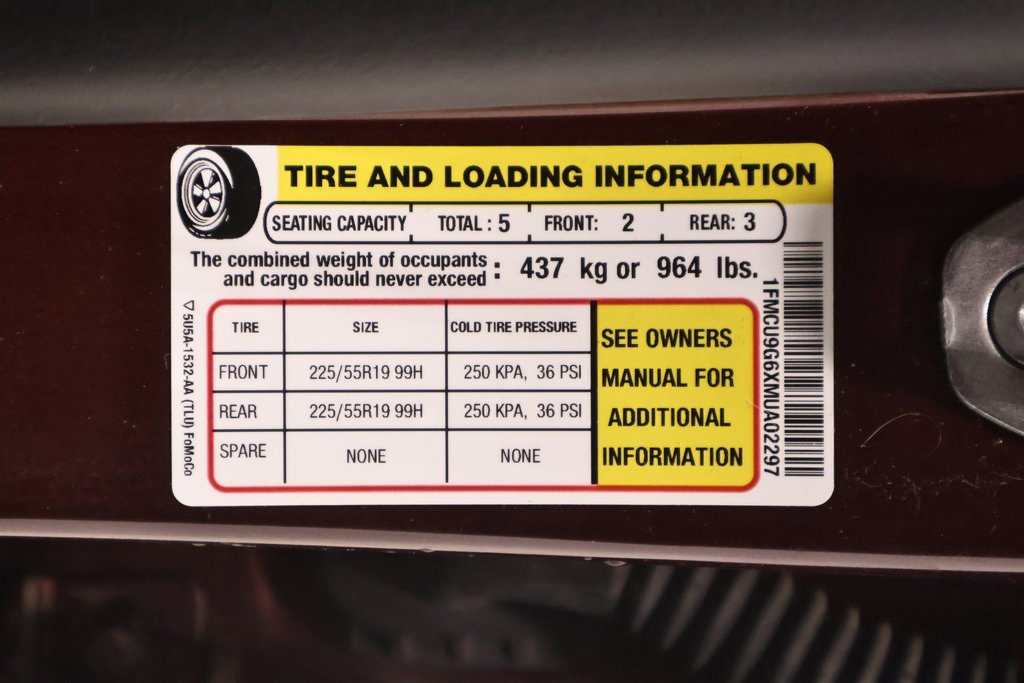 TIRE AND LOADING INFORMATION
SEATING CAPACITY TOTAL : 5 FRONT: 2 REAR: 3
The combined weight of occupants
and cargo should never exceed : 437 kg or 964 lbs.
TIRE SIZE COLD TIRE PRESSURE
FRONT 225/55R19 99H 250 KPA, 36 PSI
REAR 225/55R19 99H 250 KPA, 36 PSI
SPARE NONE NONE
SEE OWNERS
MANUAL FOR
ADDITIONAL
INFORMATION
1FMCU9G6XMUA02297
5U5A-1532-AA (TLU) FoMoCo